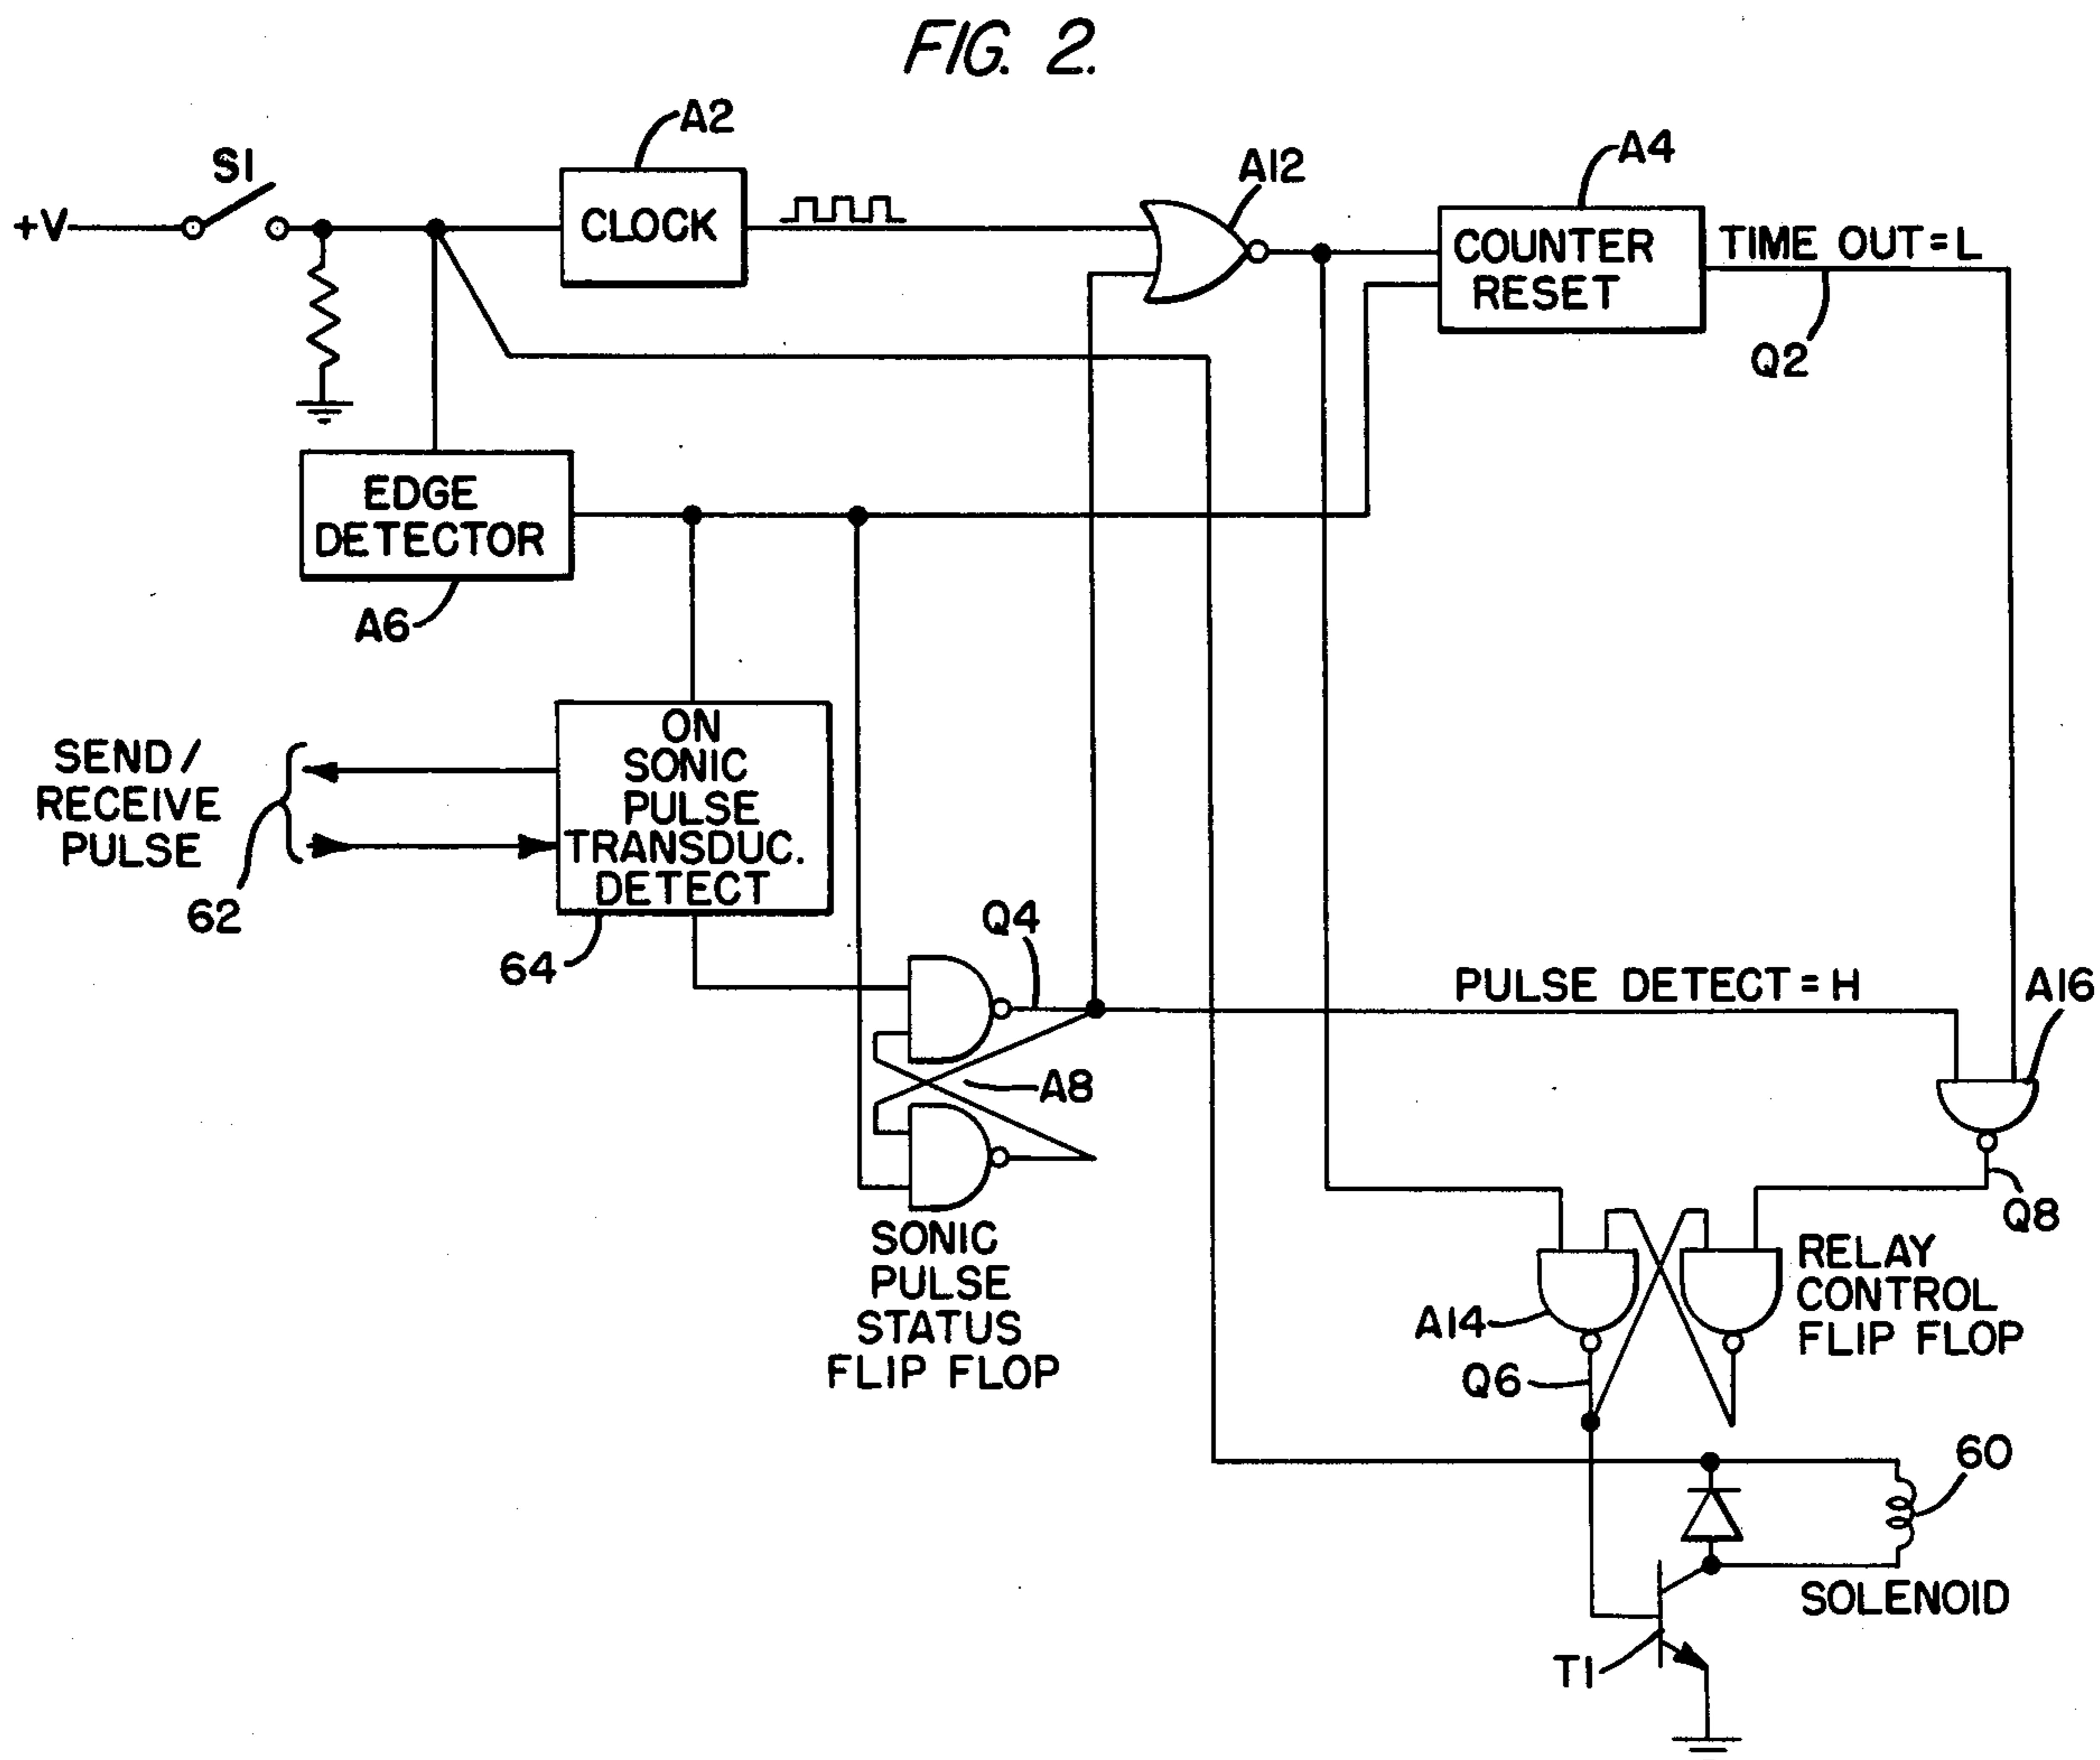 FIG. 2.
A2
S1
+V
CLOCK
A12
A4
COUNTER
RESET
TIME OUT=L
Q2
EDGE
DETECTOR
A6
SEND/
RECEIVE
PULSE
62
ON
SONIC
PULSE
TRANSDUC.
DETECT
64
Q4
PULSE DETECT=H
A16
A8
SONIC
PULSE
STATUS
FLIP FLOP
Q8
RELAY
CONTROL
FLIP FLOP
A14
Q6
60
SOLENOID
T1